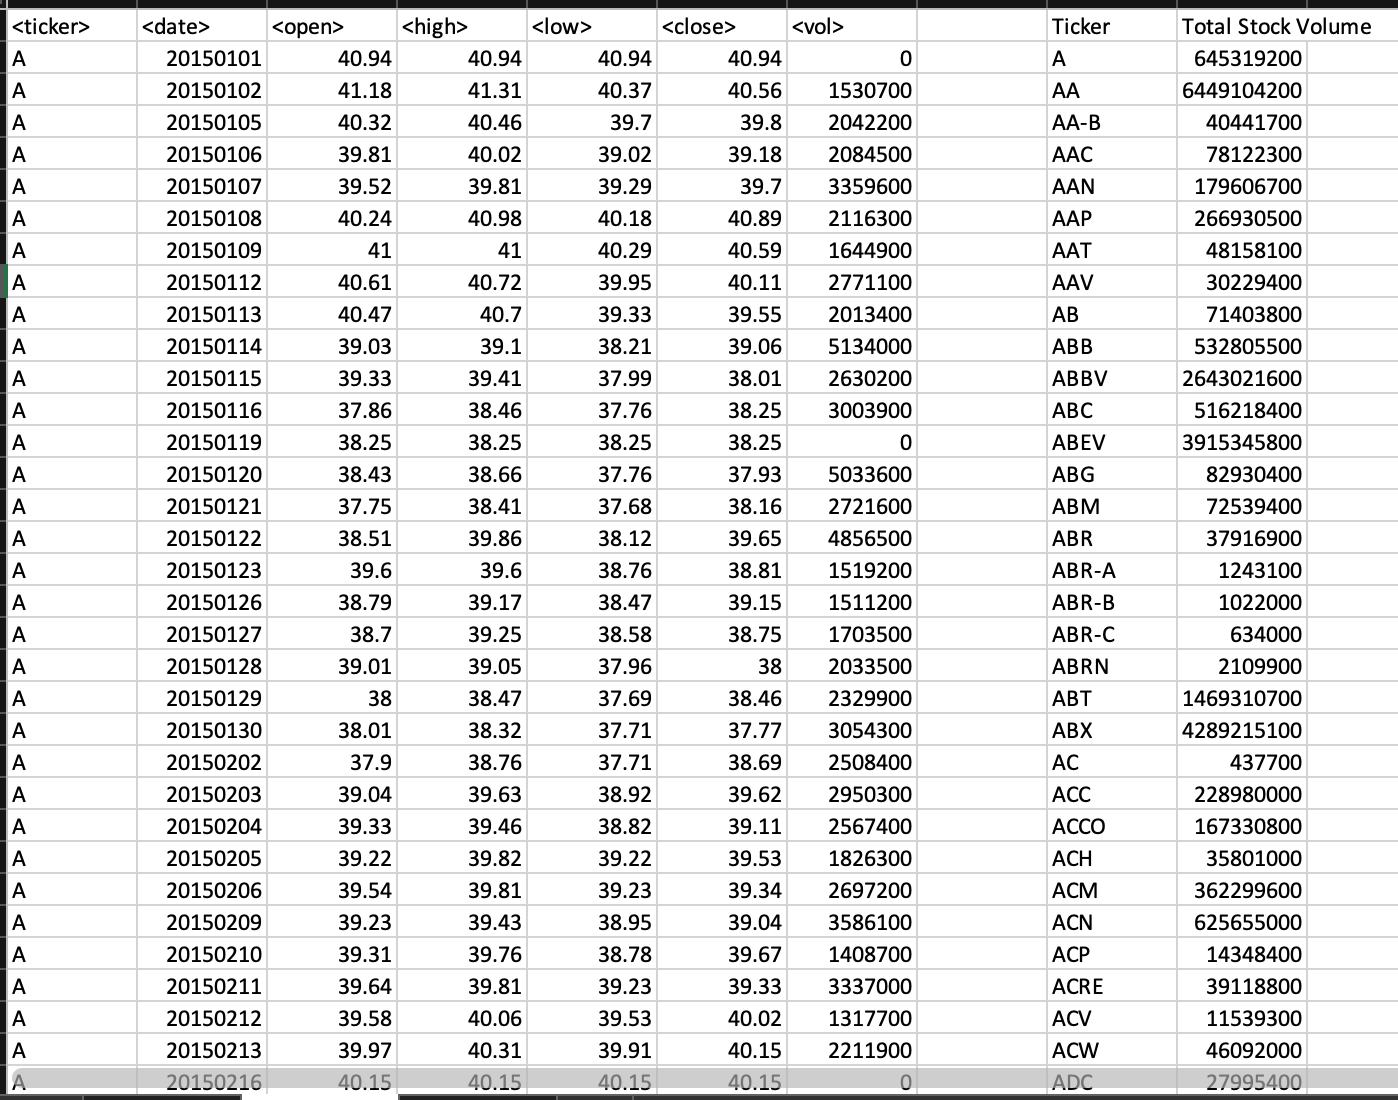 <ticker> <date> <open> <high> <low> <close> <vol> Ticker Total Stock Volume
A 20150101 40.94 40.94 40.94 40.94 0 A 645319200
A 20150102 41.18 41.31 40.37 40.56 1530700 AA 6449104200
A 20150105 40.32 40.46 39.7 39.8 2042200 AA-B 40441700
A 20150106 39.81 40.02 39.02 39.18 2084500 AAC 78122300
A 20150107 39.52 39.81 39.29 39.7 3359600 AAN 179606700
A 20150108 40.24 40.98 40.18 40.89 2116300 AAP 266930500
A 20150109 41 41 40.29 40.59 1644900 AAT 48158100
A 20150112 40.61 40.72 39.95 40.11 2771100 AAV 30229400
A 20150113 40.47 40.7 39.33 39.55 2013400 AB 71403800
A 20150114 39.03 39.1 38.21 39.06 5134000 ABB 532805500
A 20150115 39.33 39.41 37.99 38.01 2630200 ABBV 2643021600
A 20150116 37.86 38.46 37.76 38.25 3003900 ABC 516218400
A 20150119 38.25 38.25 38.25 38.25 0 ABEV 3915345800
A 20150120 38.43 38.66 37.76 37.93 5033600 ABG 82930400
A 20150121 37.75 38.41 37.68 38.16 2721600 ABM 72539400
A 20150122 38.51 39.86 38.12 39.65 4856500 ABR 37916900
A 20150123 39.6 39.6 38.76 38.81 1519200 ABR-A 1243100
A 20150126 38.79 39.17 38.47 39.15 1511200 ABR-B 1022000
A 20150127 38.7 39.25 38.58 38.75 1703500 ABR-C 634000
A 20150128 39.01 39.05 37.96 38 2033500 ABRN 2109900
A 20150129 38 38.47 37.69 38.46 2329900 ABT 1469310700
A 20150130 38.01 38.32 37.71 37.77 3054300 ABX 4289215100
A 20150202 37.9 38.76 37.71 38.69 2508400 AC 437700
A 20150203 39.04 39.63 38.92 39.62 2950300 ACC 228980000
A 20150204 39.33 39.46 38.82 39.11 2567400 ACCO 167330800
A 20150205 39.22 39.82 39.22 39.53 1826300 ACH 35801000
A 20150206 39.54 39.81 39.23 39.34 2697200 ACM 362299600
A 20150209 39.23 39.43 38.95 39.04 3586100 ACN 625655000
A 20150210 39.31 39.76 38.78 39.67 1408700 ACP 14348400
A 20150211 39.64 39.81 39.23 39.33 3337000 ACRE 39118800
A 20150212 39.58 40.06 39.53 40.02 1317700 ACV 11539300
A 20150213 39.97 40.31 39.91 40.15 2211900 ACW 46092000
A 20150216 40.15 40.15 40.15 40.15 0 ADC 27995400